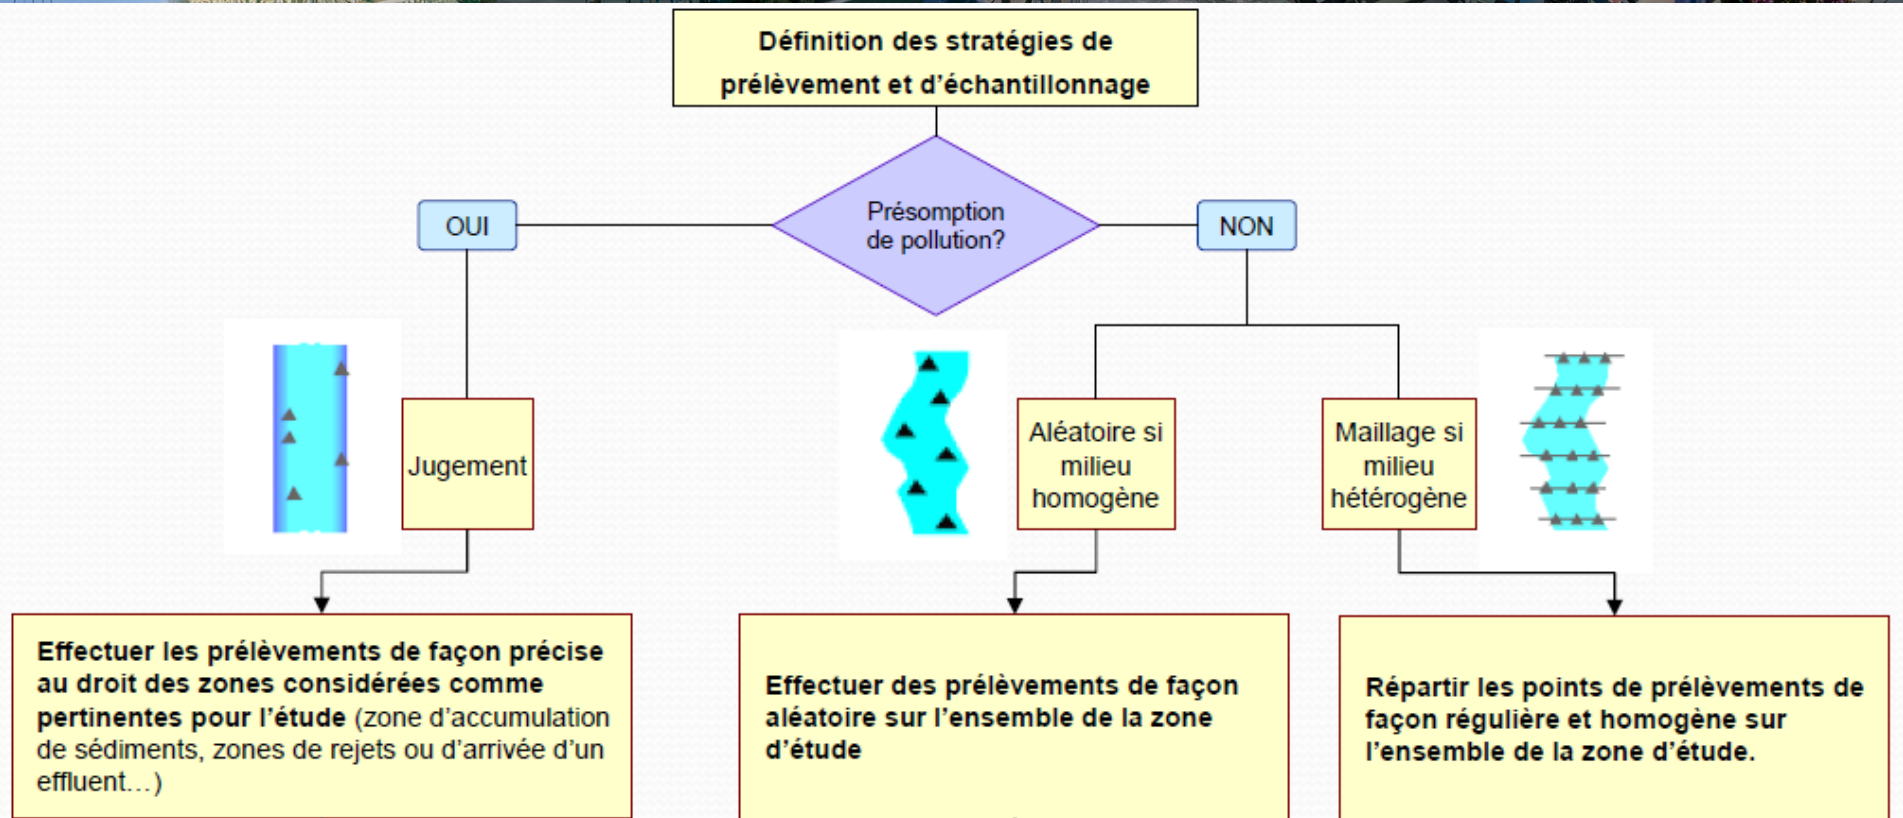 Définition des stratégies de
prélèvement et d'échantillonnage
Présomption
de pollution?
OUI
NON
Jugement
Aléatoire si
milieu
homogène
Maillage si
milieu
hétérogène
Effectuer les prélèvements de façon précise
au droit des zones considérées comme
pertinentes pour l'étude (zone d'accumulation
de sédiments, zones de rejets ou d'arrivée d'un
effluent…)
Effectuer des prélèvements de façon
aléatoire sur l'ensemble de la zone
d'étude
Répartir les points de prélèvements de
façon régulière et homogène sur
l'ensemble de la zone d'étude.